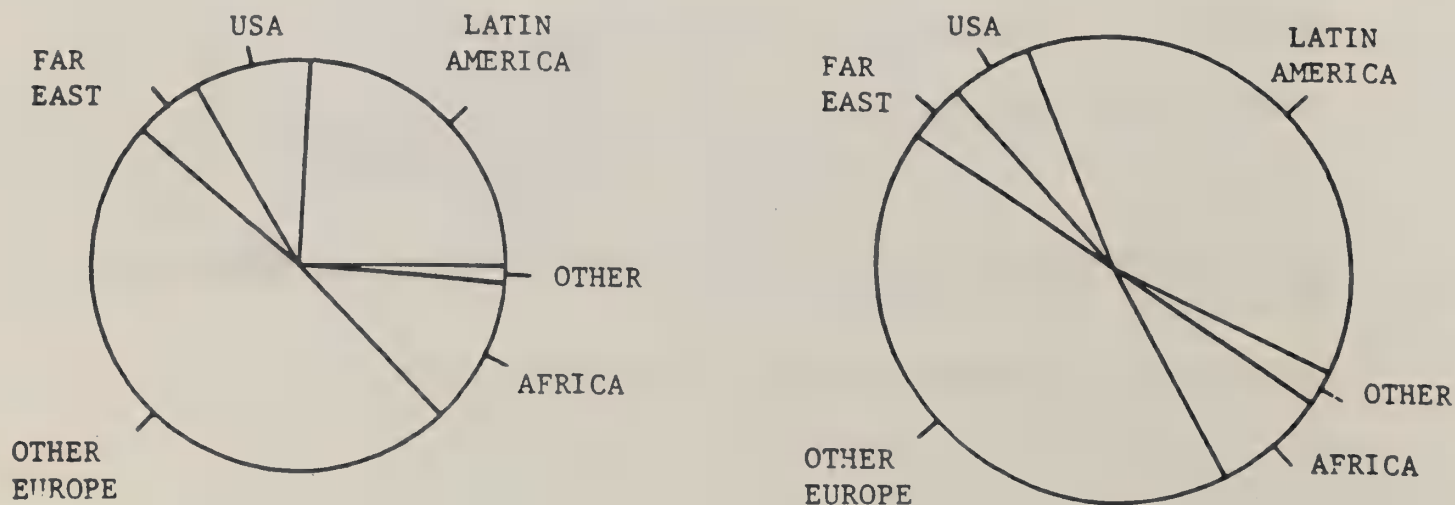 USA
LATIN
AMERICA
FAR
EAST
OTHER
AFRICA
OTHER
EUROPE
USA
LATIN
AMERICA
FAR
EAST
OTHER
AFRICA
OTHER
EUROPE